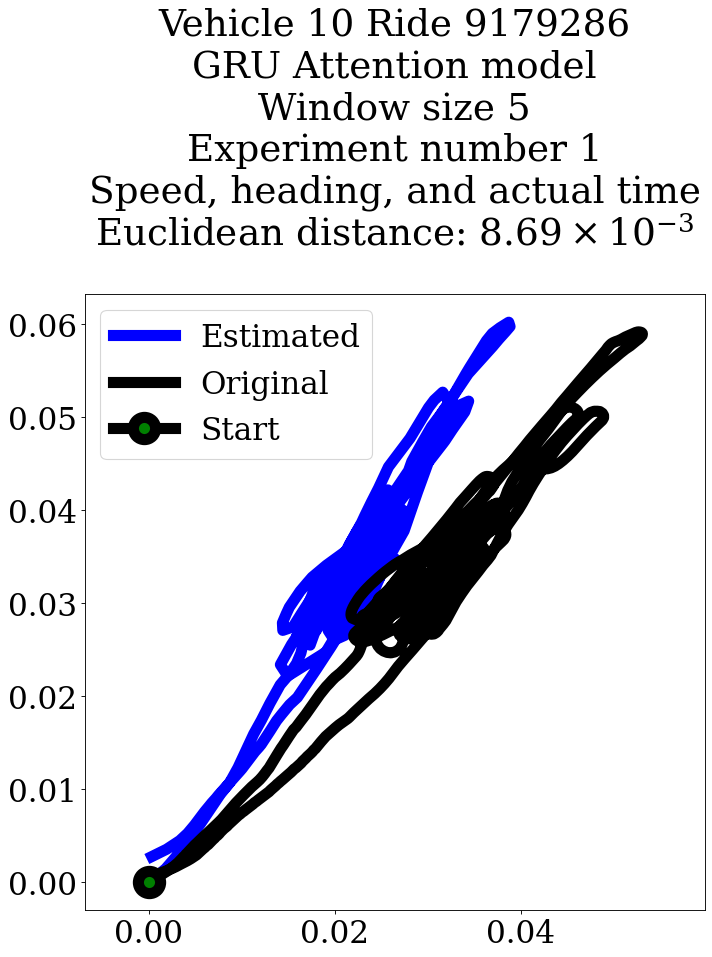 Vehicle 10 Ride 9179286
GRU Attention model
Window size 5
Experiment number 1
Speed, heading, and actual time
Euclidean distance: 8.69 × 10⁻³
Estimated
Original
Start
0.06
0.05
0.04
0.03
0.02
0.01
0.00
0.00 0.02 0.04